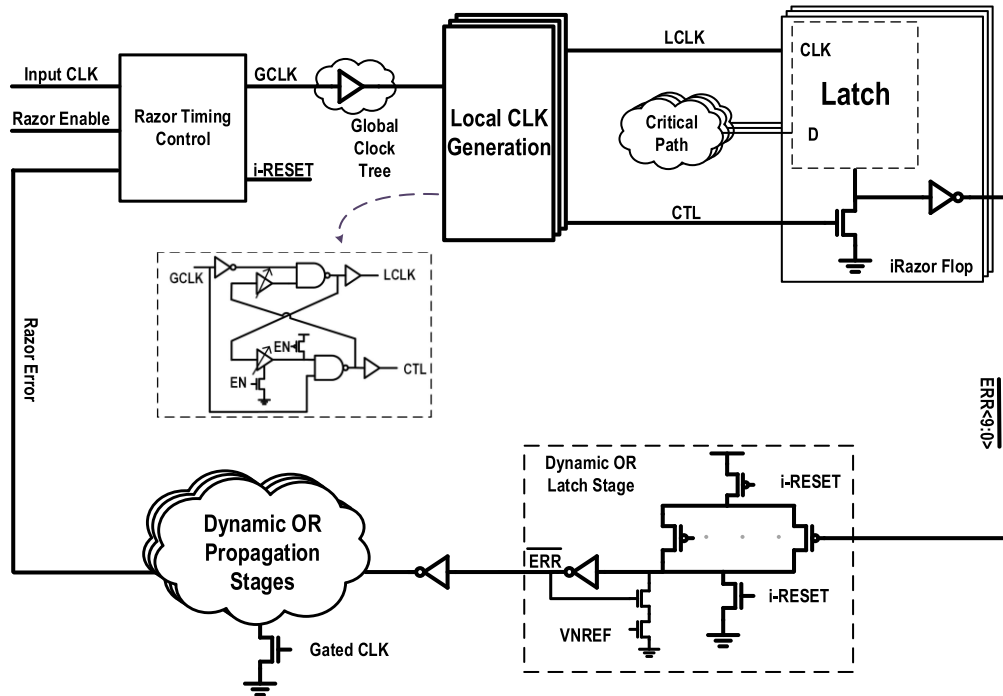 Input CLK
Razor Enable
Razor Timing
Control
GCLK
i-RESET
Global
Clock
Tree
Local CLK
Generation
LCLK
CTL
Critical
Path
CLK
Latch
D
iRazor Flop
GCLK
LCLK
EN
EN
CTL
Razor Error
ERR<9:0>
Dynamic OR
Latch Stage
i-RESET
ERR
VNREF
i-RESET
Dynamic OR
Propagation
Stages
Gated CLK